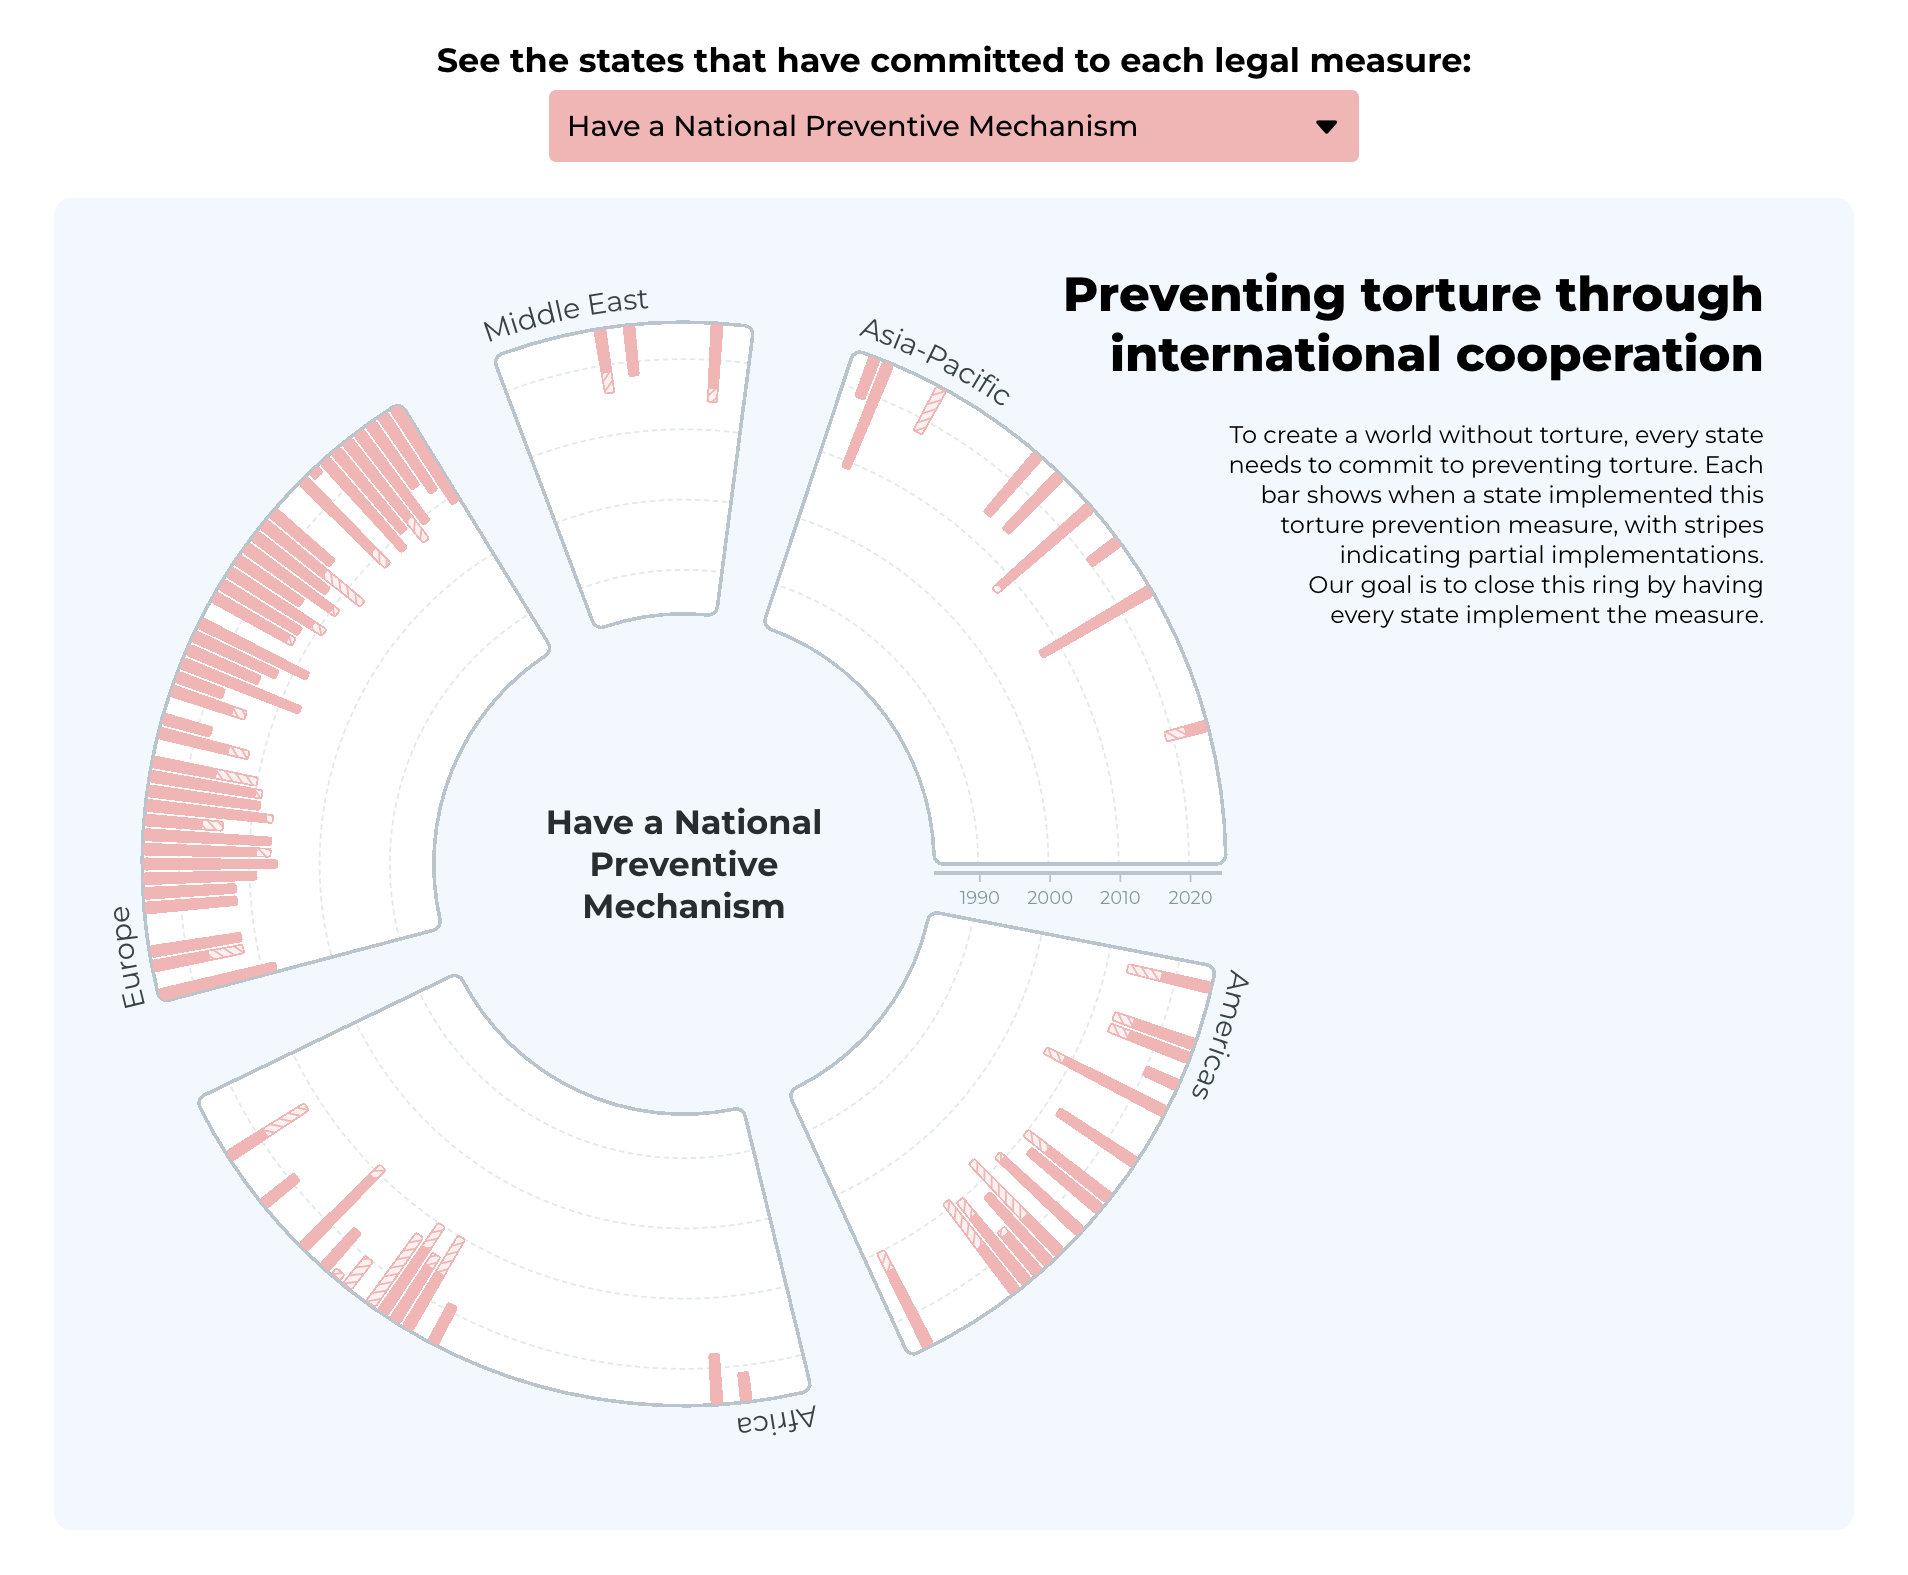 See the states that have committed to each legal measure:
Have a National Preventive Mechanism
Preventing torture through
international cooperation
To create a world without torture, every state
needs to commit to preventing torture. Each
bar shows when a state implemented this
torture prevention measure, with stripes
indicating partial implementations.
Our goal is to close this ring by having
every state implement the measure.
Middle East
Asia-Pacific
Have a National
Preventive
Mechanism
1990 2000 2010 2020
Europe
Americas
Africa